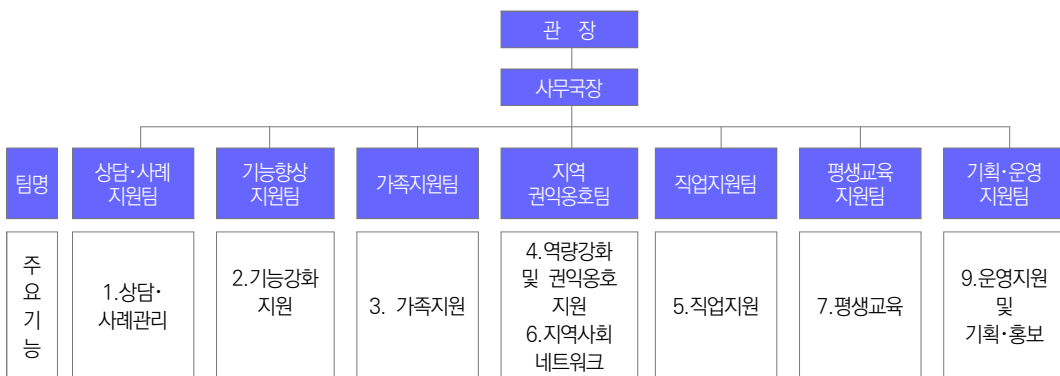 관 장
사무국장
팀명
상담·사례
지원팀
기능향상
지원팀
가족지원팀
지역
권익옹호팀
직업지원팀
평생교육
지원팀
기획·운영
지원팀
주
요
기
능
1.상담·
사례관리
2.기능강화
지원
3. 가족지원
4.역량강화
및 권익옹호
지원
6.지역사회
네트워크
5.직업지원
7.평생교육
9.운영지원
및
기획·홍보